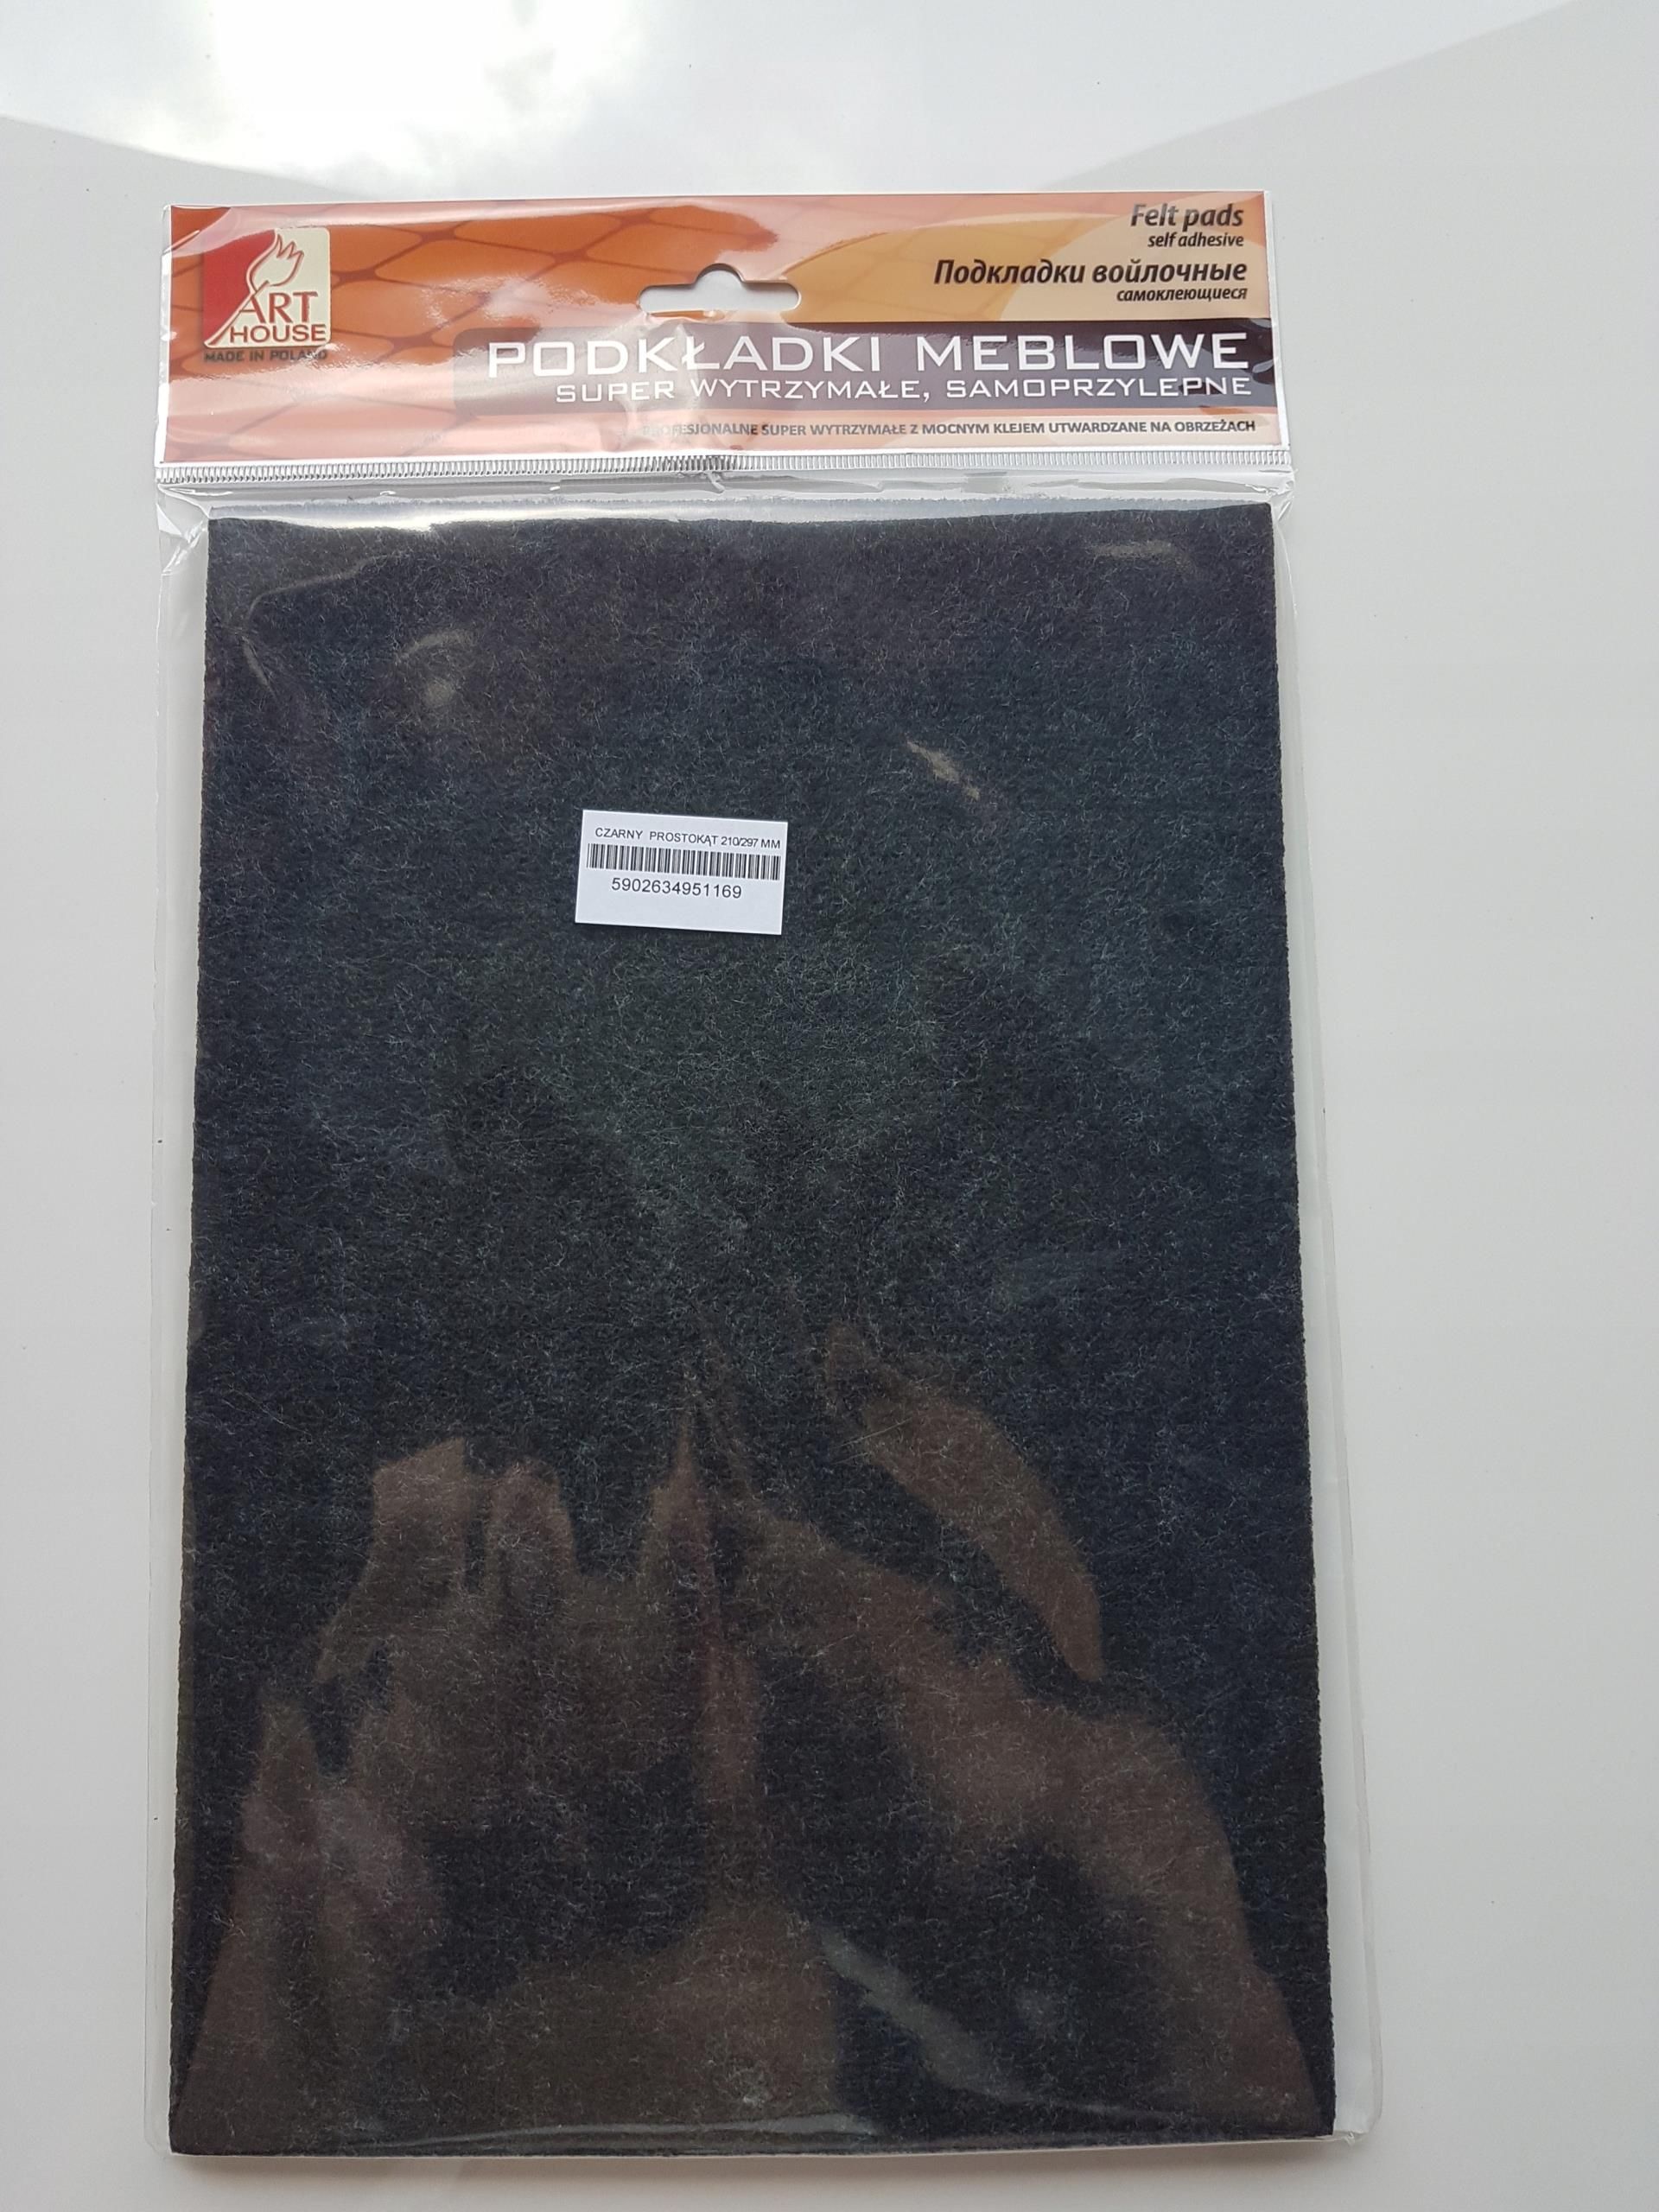 ART
HOUSE
MADE IN POLAND
Felt pads
self adhesive
Подкладки войлочные
самоклеющиеся
PODKŁADKI MEBLOWE
SUPER WYTRZYMAŁE, SAMOPRZYLEPNE
PROFESJONALNE SUPER WYTRZYMAŁE Z MOCNYM KLEJEM UTWARDZANE NA OBRZEŻACH
CZARNY PROSTOKĄT 210/297 MM
5902634951169